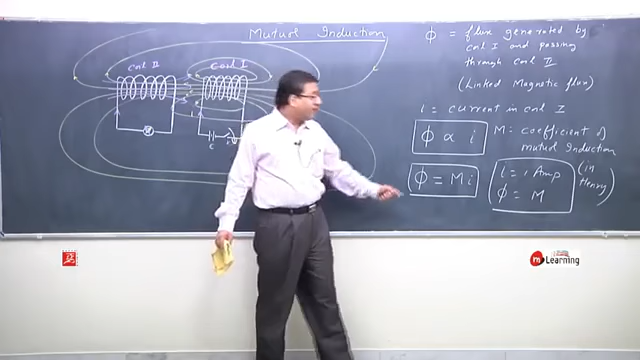 Mutual Induction
Coil II
Coil I
C
φ = flux generated by
coil I and passing
through coil II
(Linked Magnetic flux)
i = current in coil I
φ ∝ i
M = coefficient of
mutual Induction
φ = Mi
i = 1 Amp
φ = M
(in
Henry)
m Learning